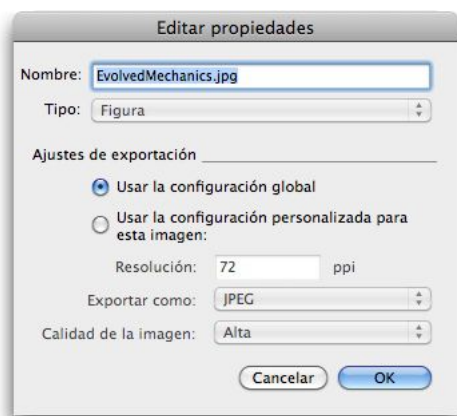 Editar propiedades
Nombre: EvolvedMechanics.jpg
Tipo: Figura
Ajustes de exportación
Usar la configuración global
Usar la configuración personalizada para
esta imagen:
Resolución: 72 ppi
Exportar como: JPEG
Calidad de la imagen: Alta
Cancelar OK